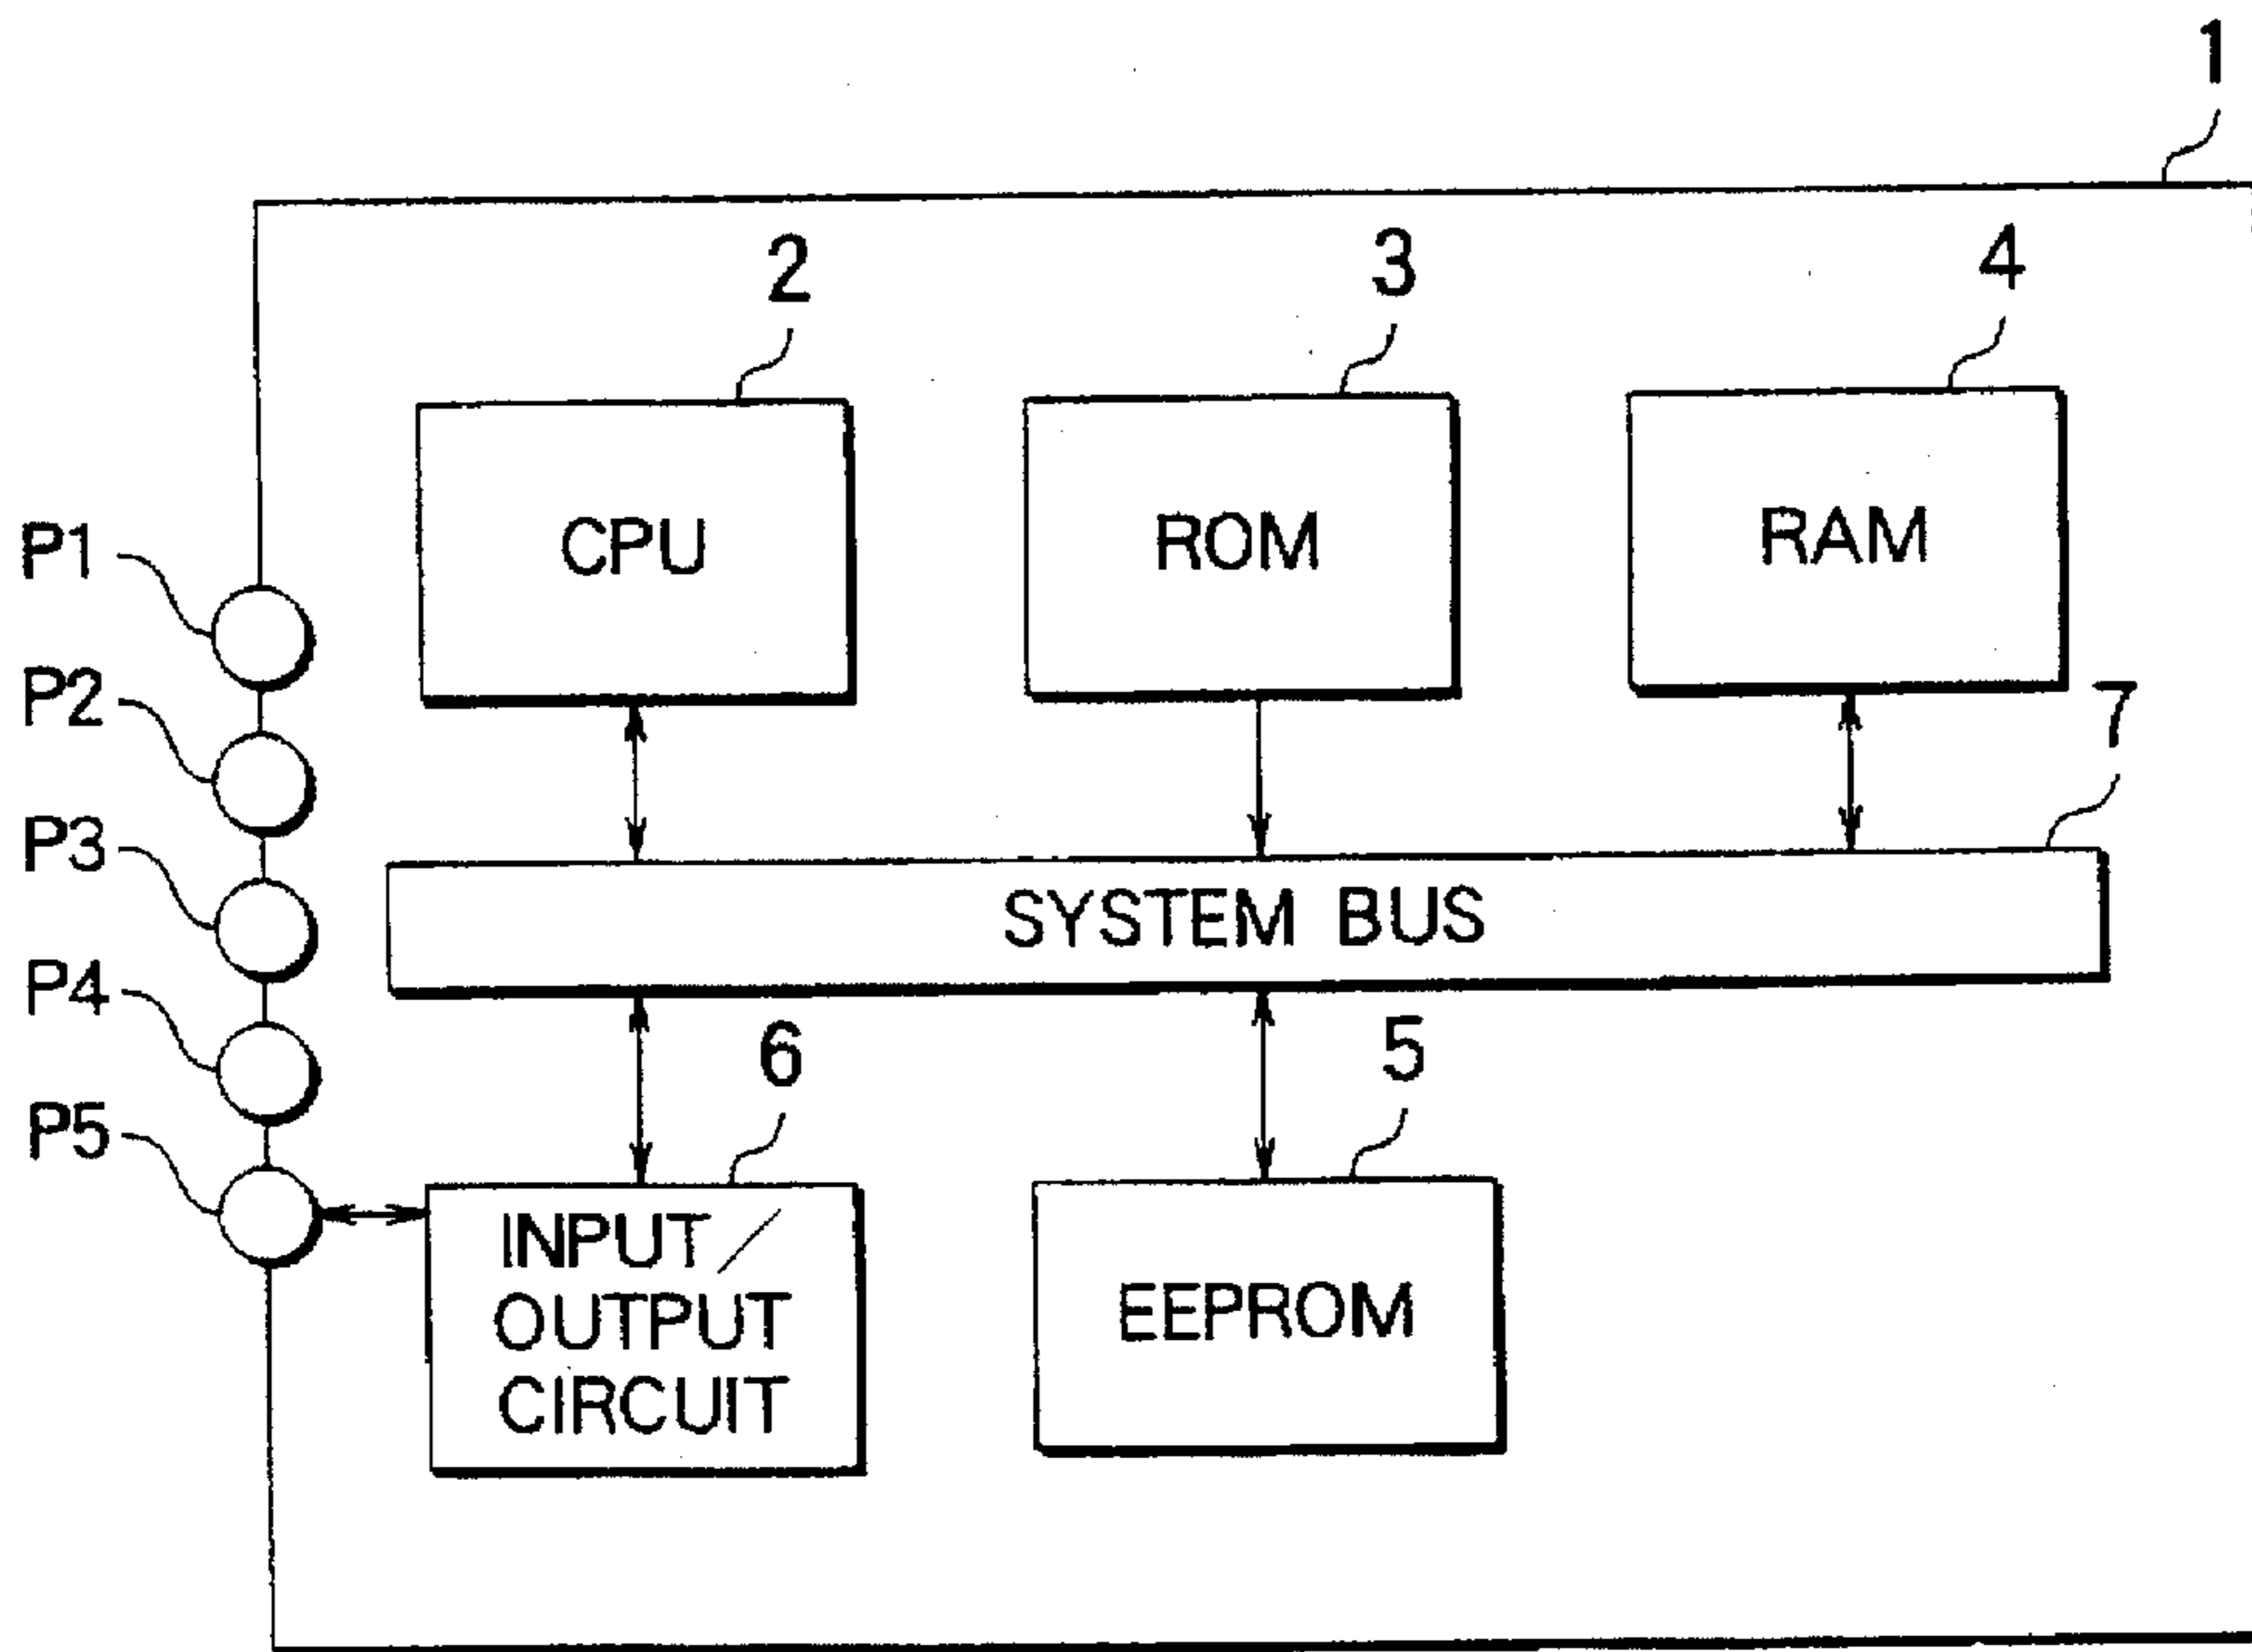 1
2
3
4
CPU
ROM
RAM
P1
P2
P3
P4
P5
7
SYSTEM BUS
6
5
INPUT/
OUTPUT
CIRCUIT
EEPROM